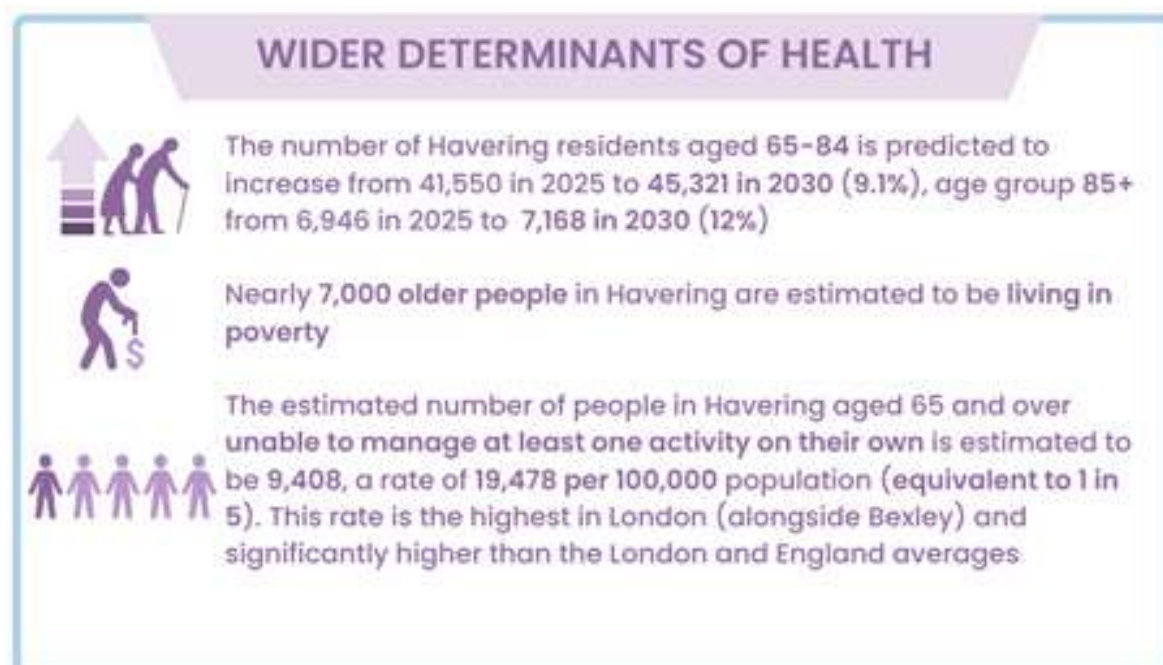 WIDER DETERMINANTS OF HEALTH
The number of Havering residents aged 65-84 is predicted to
increase from 41,550 in 2025 to 45,321 in 2030 (9.1%), age group 85+
from 6,946 in 2025 to 7,168 in 2030 (12%)
Nearly 7,000 older people in Havering are estimated to be living in
poverty
$
The estimated number of people in Havering aged 65 and over
unable to manage at least one activity on their own is estimated to
be 9,408, a rate of 19,478 per 100,000 population (equivalent to 1 in
5). This rate is the highest in London (alongside Bexley) and
significantly higher than the London and England averages